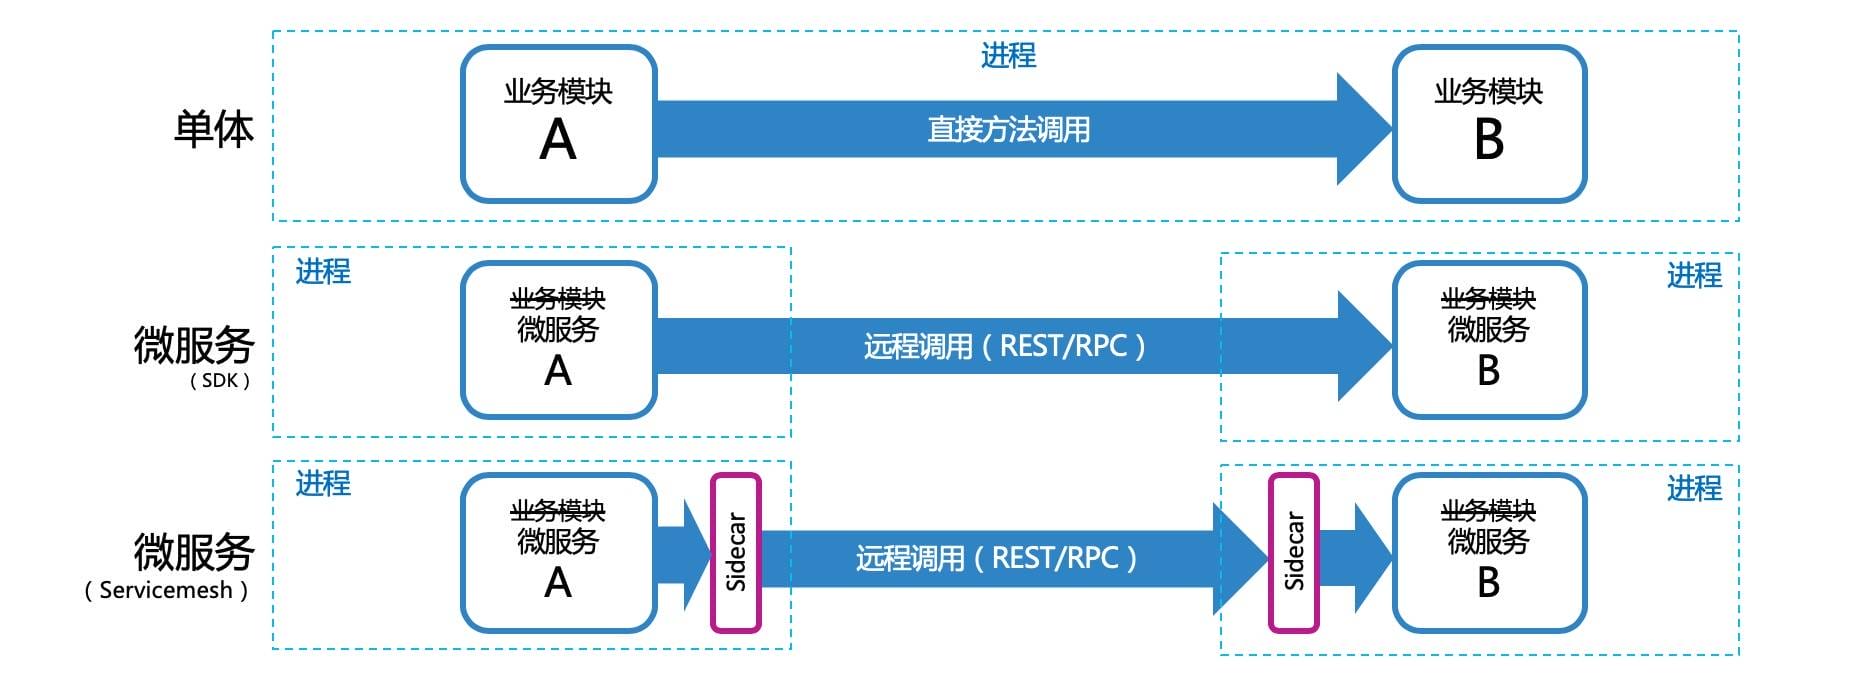 进程
单体
业务模块
A
直接方法调用
业务模块
B
进程
进程
微服务
（SDK）
业务模块
微服务
A
远程调用（REST/RPC）
业务模块
微服务
B
进程
进程
微服务
（Servicemesh）
业务模块
微服务
A
Sidecar
远程调用（REST/RPC）
Sidecar
业务模块
微服务
B